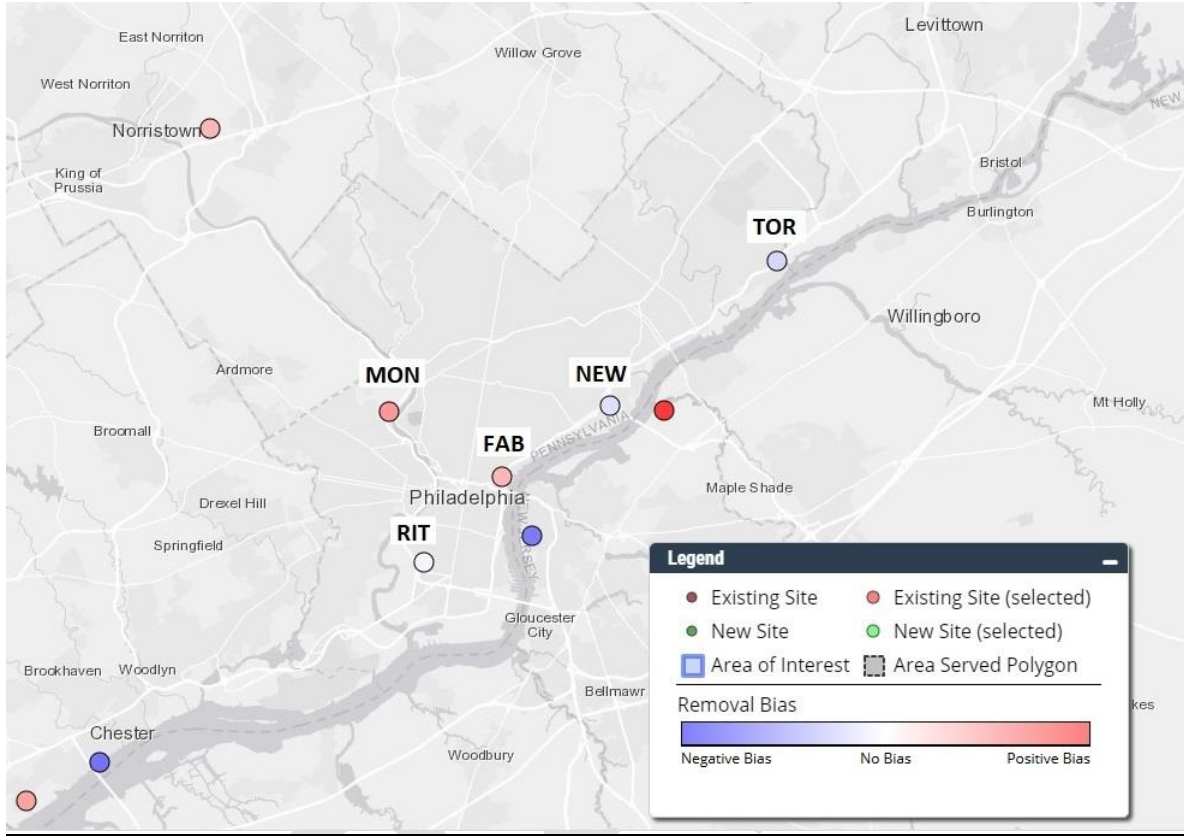 Levittown
East Norriton
Willow Grove
West Norriton
NEW
Norristown
Bristol
King of
Prussia
Burlington
TOR
Willingboro
Ardmore
MON
NEW
Mt Holly
Broomall
PENNSYLVANIA
FAB
Maple Shade
Philadelphia
Drexel Hill
RIT
Springfield
Legend
Existing Site
Existing Site (selected)
New Site
New Site (selected)
Area of Interest
Area Served Polygon
Removal Bias
Negative Bias
No Bias
Positive Bias
Gloucester
City
Brookhaven
Woodlyn
Bellmawr
kes
Chester
Woodbury